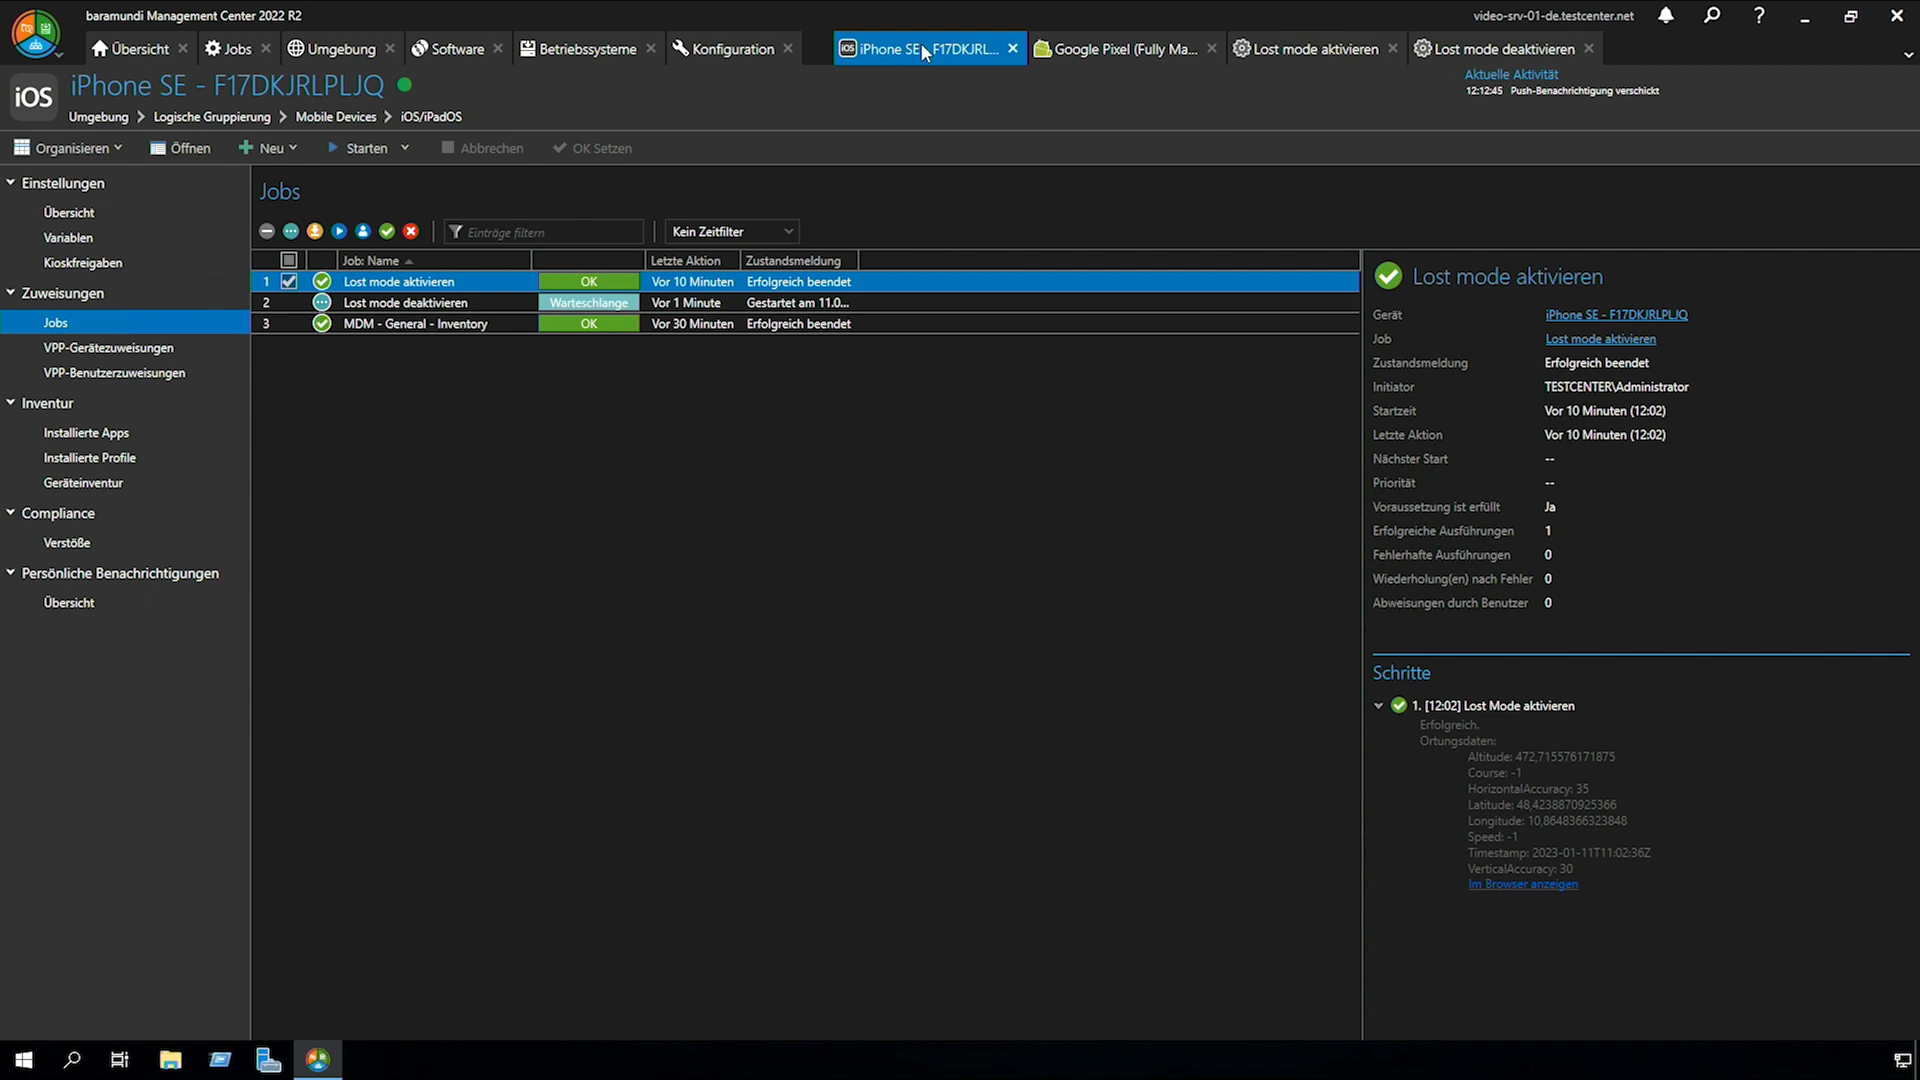 baramundi Management Center 2022 R2
video-srv-01-de.testcenter.net
Übersicht
Jobs
Umgebung
Software
Betriebssysteme
Konfiguration
iOS iPhone SE - F17DKJRL...
Google Pixel (Fully Ma...
Lost mode aktivieren
Lost mode deaktivieren
iOS
iPhone SE - F17DKJRLPLJQ
Aktuelle Aktivität
12:12:45 Push-Benachrichtigung verschickt
Umgebung > Logische Gruppierung > Mobile Devices > iOS/iPadOS
Organisieren
Öffnen
Neu
Starten
Abbrechen
OK Setzen
Einstellungen
Übersicht
Variablen
Kioskfreigaben
Zuweisungen
Jobs
VPP-Gerätezuweisungen
VPP-Benutzerzuweisungen
Inventur
Installierte Apps
Installierte Profile
Geräteinventur
Compliance
Verstöße
Persönliche Benachrichtigungen
Übersicht
Jobs
Einträge filtern
Kein Zeitfilter
Job: Name Letzte Aktion Zustandsmeldung
1 Lost mode aktivieren OK Vor 10 Minuten Erfolgreich beendet
2 Lost mode deaktivieren Warteschlange Vor 1 Minute Gestartet am 11.0...
3 MDM - General - Inventory OK Vor 30 Minuten Erfolgreich beendet
Lost mode aktivieren
Gerät iPhone SE - F17DKJRLPLJQ
Job Lost mode aktivieren
Zustandsmeldung Erfolgreich beendet
Initiator TESTCENTER\Administrator
Startzeit Vor 10 Minuten (12:02)
Letzte Aktion Vor 10 Minuten (12:02)
Nächster Start --
Priorität --
Voraussetzung ist erfüllt Ja
Erfolgreiche Ausführungen 1
Fehlerhafte Ausführungen 0
Wiederholung(en) nach Fehler 0
Abweisungen durch Benutzer 0
Schritte
1. [12:02] Lost Mode aktivieren
Erfolgreich.
Ortungsdaten:
Altitude: 472,715576171875
Course: -1
HorizontalAccuracy: 35
Latitude: 48,4238870925366
Longitude: 10,8648366323848
Speed: -1
Timestamp: 2023-01-11T11:02:36Z
VerticalAccuracy: 30
Im Browser anzeigen